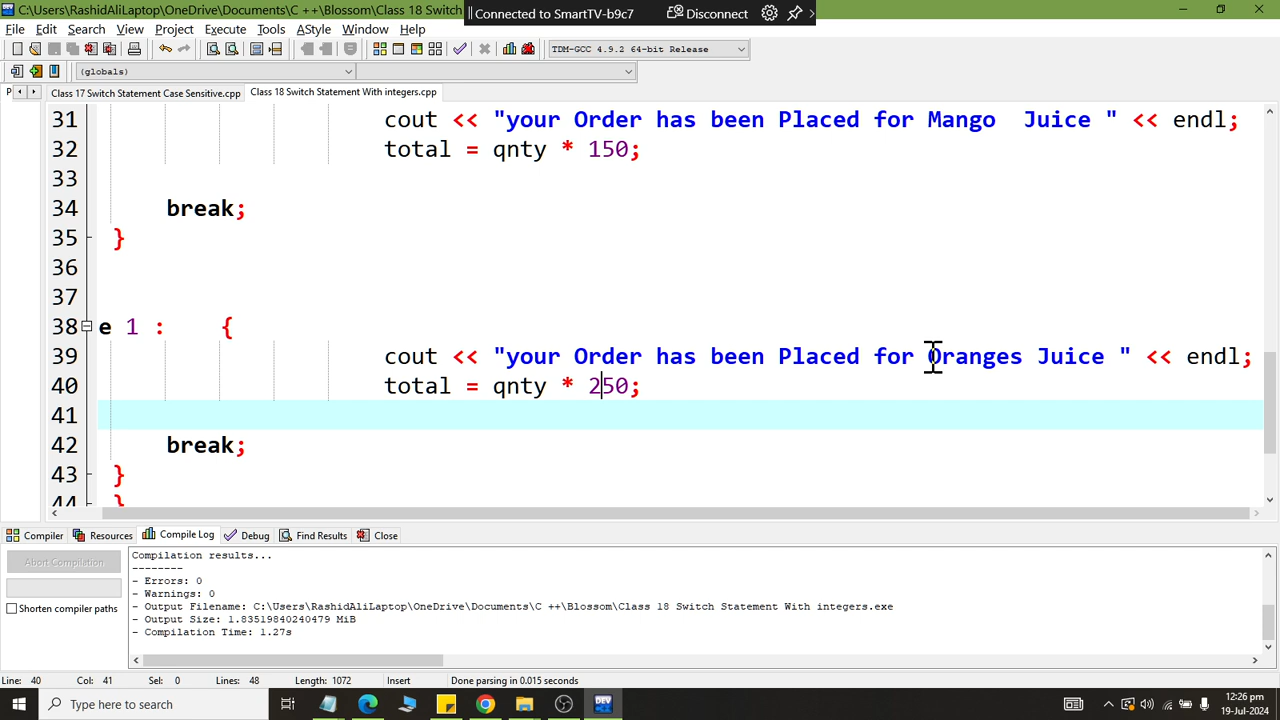 C:\Users\RashidAliLaptop\OneDrive\Documents\C ++\Blossom\Class 18 Switch
Connected to SmartTV-b9c7 Disconnect
File Edit Search View Project Execute Tools AStyle Window Help
TDM-GCC 4.9.2 64-bit Release
(globals)
P Class 17 Switch Statement Case Sensitive.cpp Class 18 Switch Statement With integers.cpp
31 cout << "your Order has been Placed for Mango  Juice " << endl;
32 total = qnty * 150;
33
34 break;
35 }
36
37
38 e 1 : {
39 cout << "your Order has been Placed for Oranges Juice " << endl;
40 total = qnty * 250;
41
42 break;
43 }
44 }
Compiler Resources Compile Log Debug Find Results Close
Abort Compilation
Shorten compiler paths
Compilation results...
--------
- Errors: 0
- Warnings: 0
- Output Filename: C:\Users\RashidAliLaptop\OneDrive\Documents\C ++\Blossom\Class 18 Switch Statement With integers.exe
- Output Size: 1.83519840240479 MiB
- Compilation Time: 1.27s
Line: 40 Col: 41 Sel: 0 Lines: 48 Length: 1072 Insert Done parsing in 0.015 seconds
Type here to search
DEV
12:26 pm
19-Jul-2024